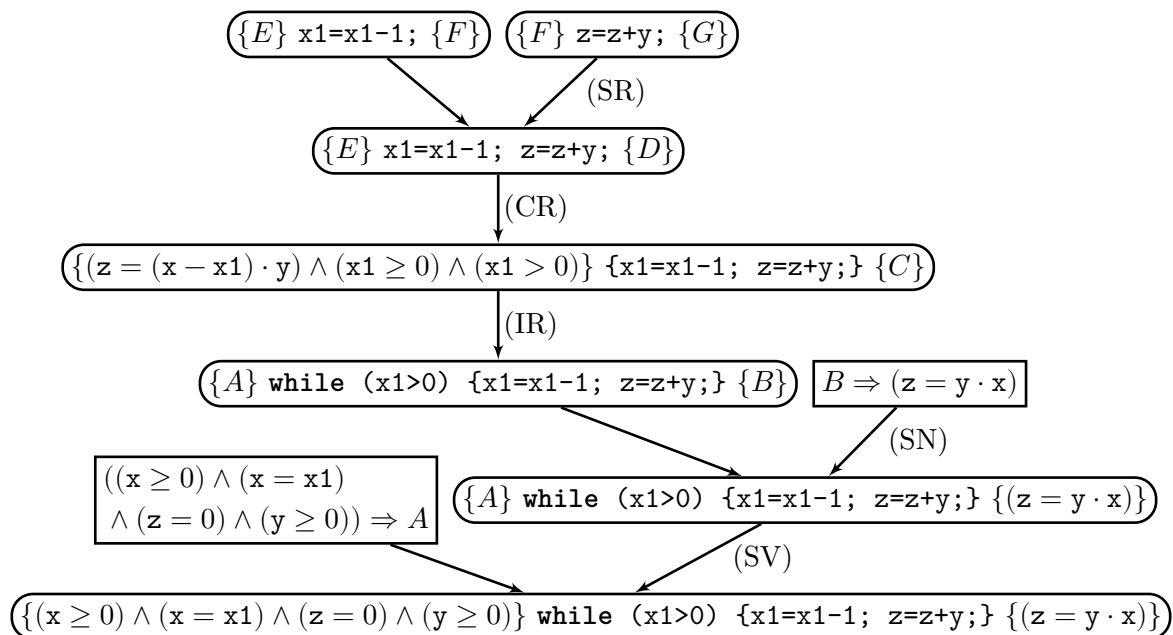 {E} x1=x1-1; {F} {F} z=z+y; {G}
(SR)
{E} x1=x1-1; z=z+y; {D}
(CR)
{(z = (x − x1) · y) ∧ (x1 ≥ 0) ∧ (x1 > 0)} {x1=x1-1; z=z+y;} {C}
(IR)
{A} while (x1>0) {x1=x1-1; z=z+y;} {B} B ⇒ (z = y · x)
(SN)
((x ≥ 0) ∧ (x = x1)
∧ (z = 0) ∧ (y ≥ 0)) ⇒ A
{A} while (x1>0) {x1=x1-1; z=z+y;} {(z = y · x)}
(SV)
{(x ≥ 0) ∧ (x = x1) ∧ (z = 0) ∧ (y ≥ 0)} while (x1>0) {x1=x1-1; z=z+y;} {(z = y · x)}